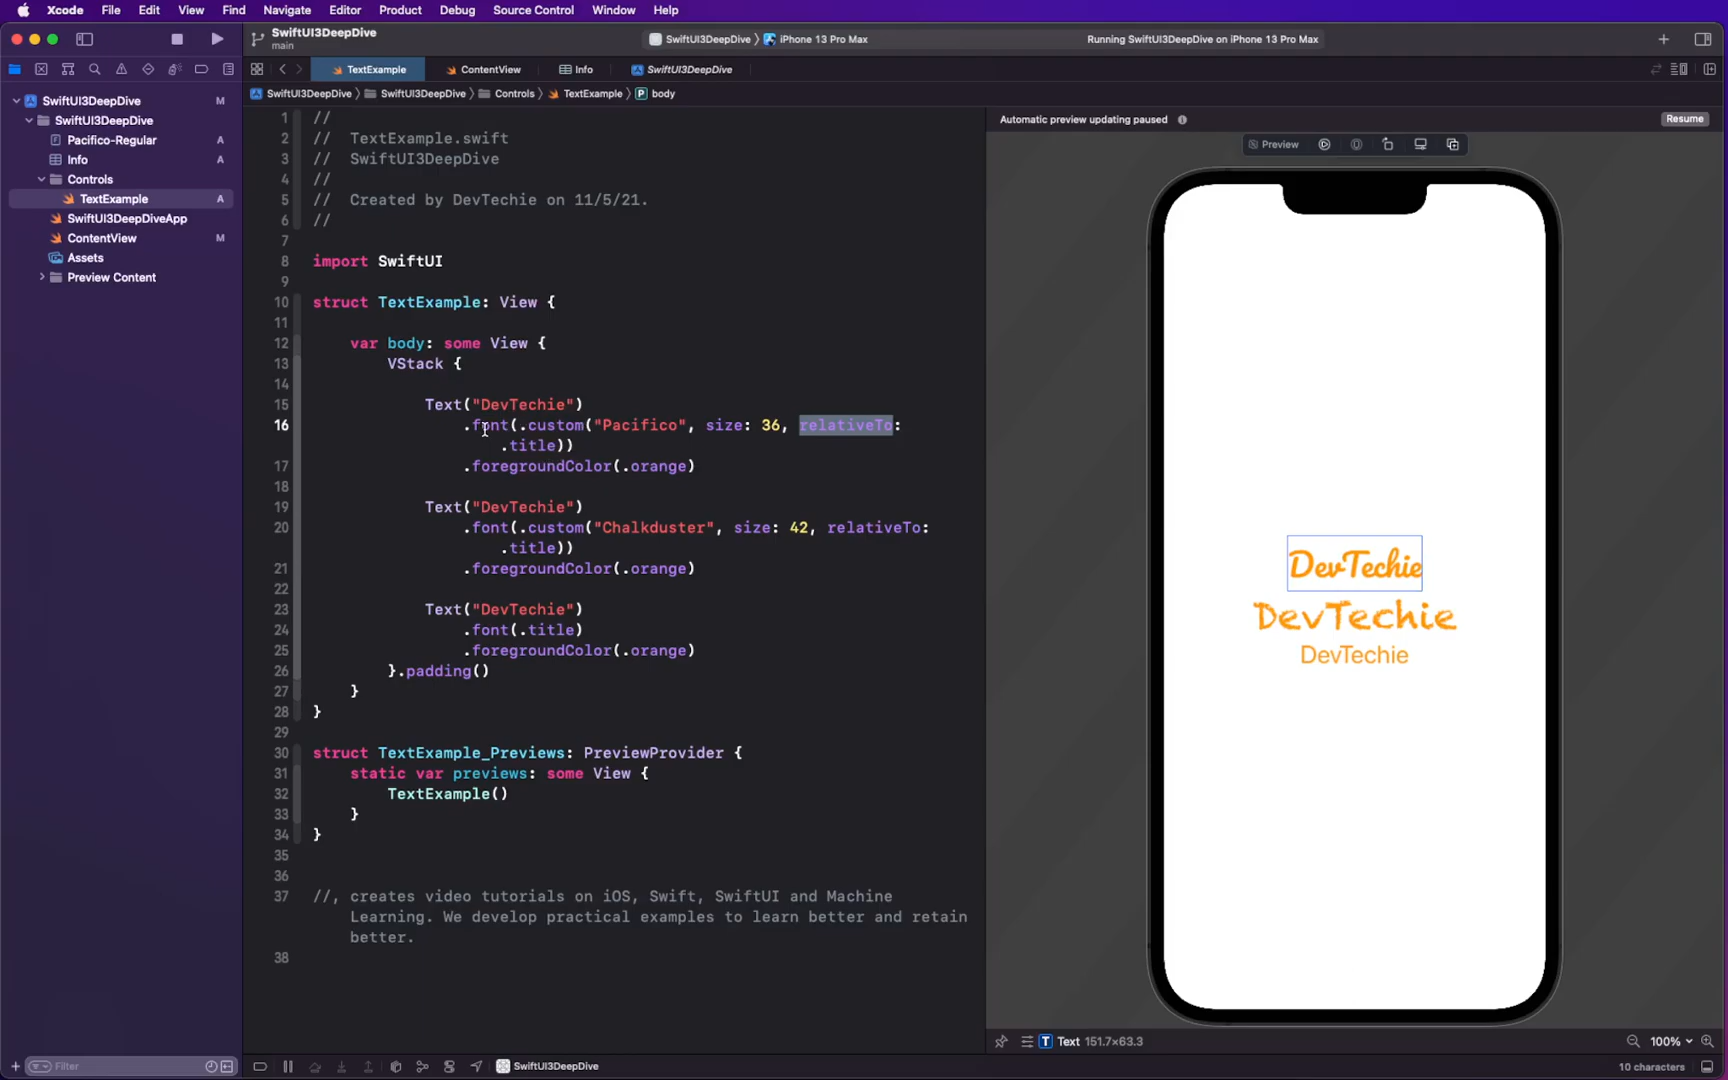 Xcode File Edit View Find Navigate Editor Product Debug Source Control Window Help
SwiftUI3DeepDive
main
SwiftUI3DeepDive 〉 iPhone 13 Pro Max
Running SwiftUI3DeepDive on iPhone 13 Pro Max
TextExample ContentView Info SwiftUI3DeepDive
SwiftUI3DeepDive 〉 SwiftUI3DeepDive 〉 Controls 〉 TextExample 〉 P body
SwiftUI3DeepDive M
SwiftUI3DeepDive
Pacifico-Regular A
Info A
Controls
TextExample A
SwiftUI3DeepDiveApp
ContentView M
Assets
Preview Content
Filter
1 //
2 //  TextExample.swift
3 //  SwiftUI3DeepDive
4 //
5 //  Created by DevTechie on 11/5/21.
6 //
7
8 import SwiftUI
9
10 struct TextExample: View {
11
12 var body: some View {
13 VStack {
14
15 Text("DevTechie")
16 .font(.custom("Pacifico", size: 36, relativeTo:
.title))
17 .foregroundColor(.orange)
18
19 Text("DevTechie")
20 .font(.custom("Chalkduster", size: 42, relativeTo:
.title))
21 .foregroundColor(.orange)
22
23 Text("DevTechie")
24 .font(.title)
25 .foregroundColor(.orange)
26 }.padding()
27 }
28 }
29
30 struct TextExample_Previews: PreviewProvider {
31 static var previews: some View {
32 TextExample()
33 }
34 }
35
36
37 //, creates video tutorials on iOS, Swift, SwiftUI and Machine
Learning. We develop practical examples to learn better and retain
better.
38
SwiftUI3DeepDive
Automatic preview updating paused
Resume
Preview
DevTechie
DevTechie
DevTechie
T Text 151.7×63.3
100%
10 characters